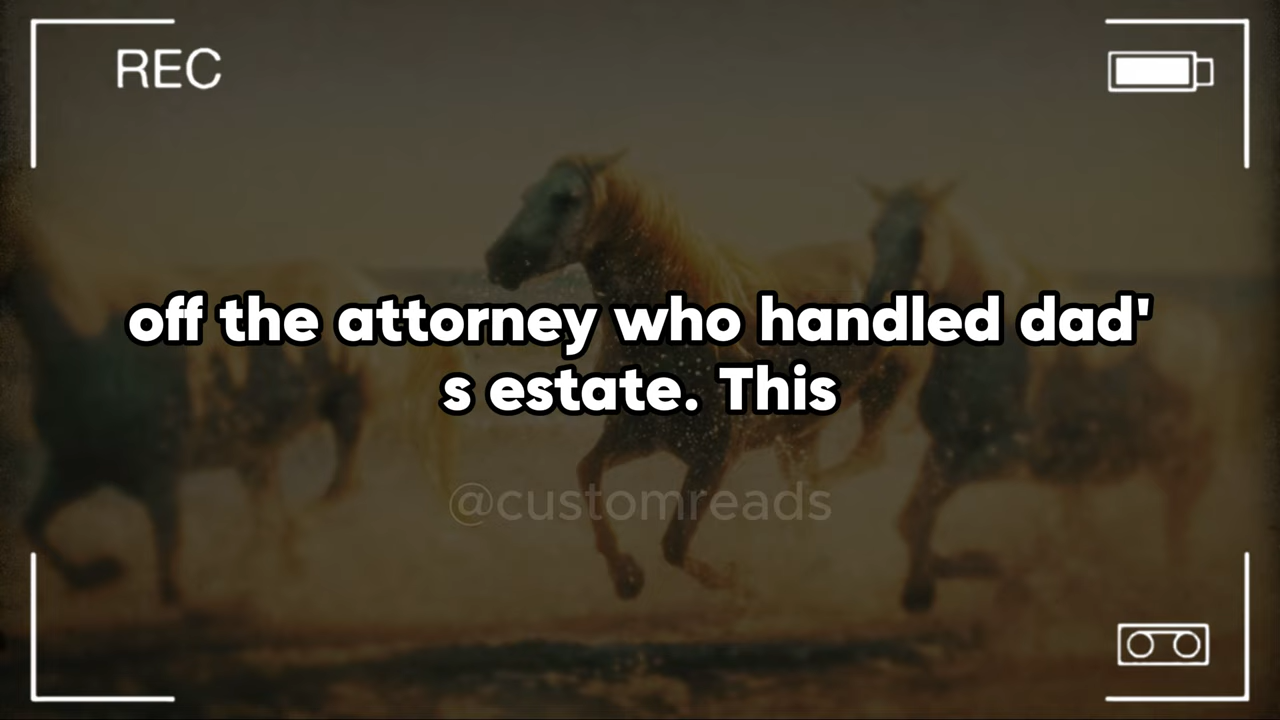 REC
off the attorney who handled dad'
s estate. This
@customreads